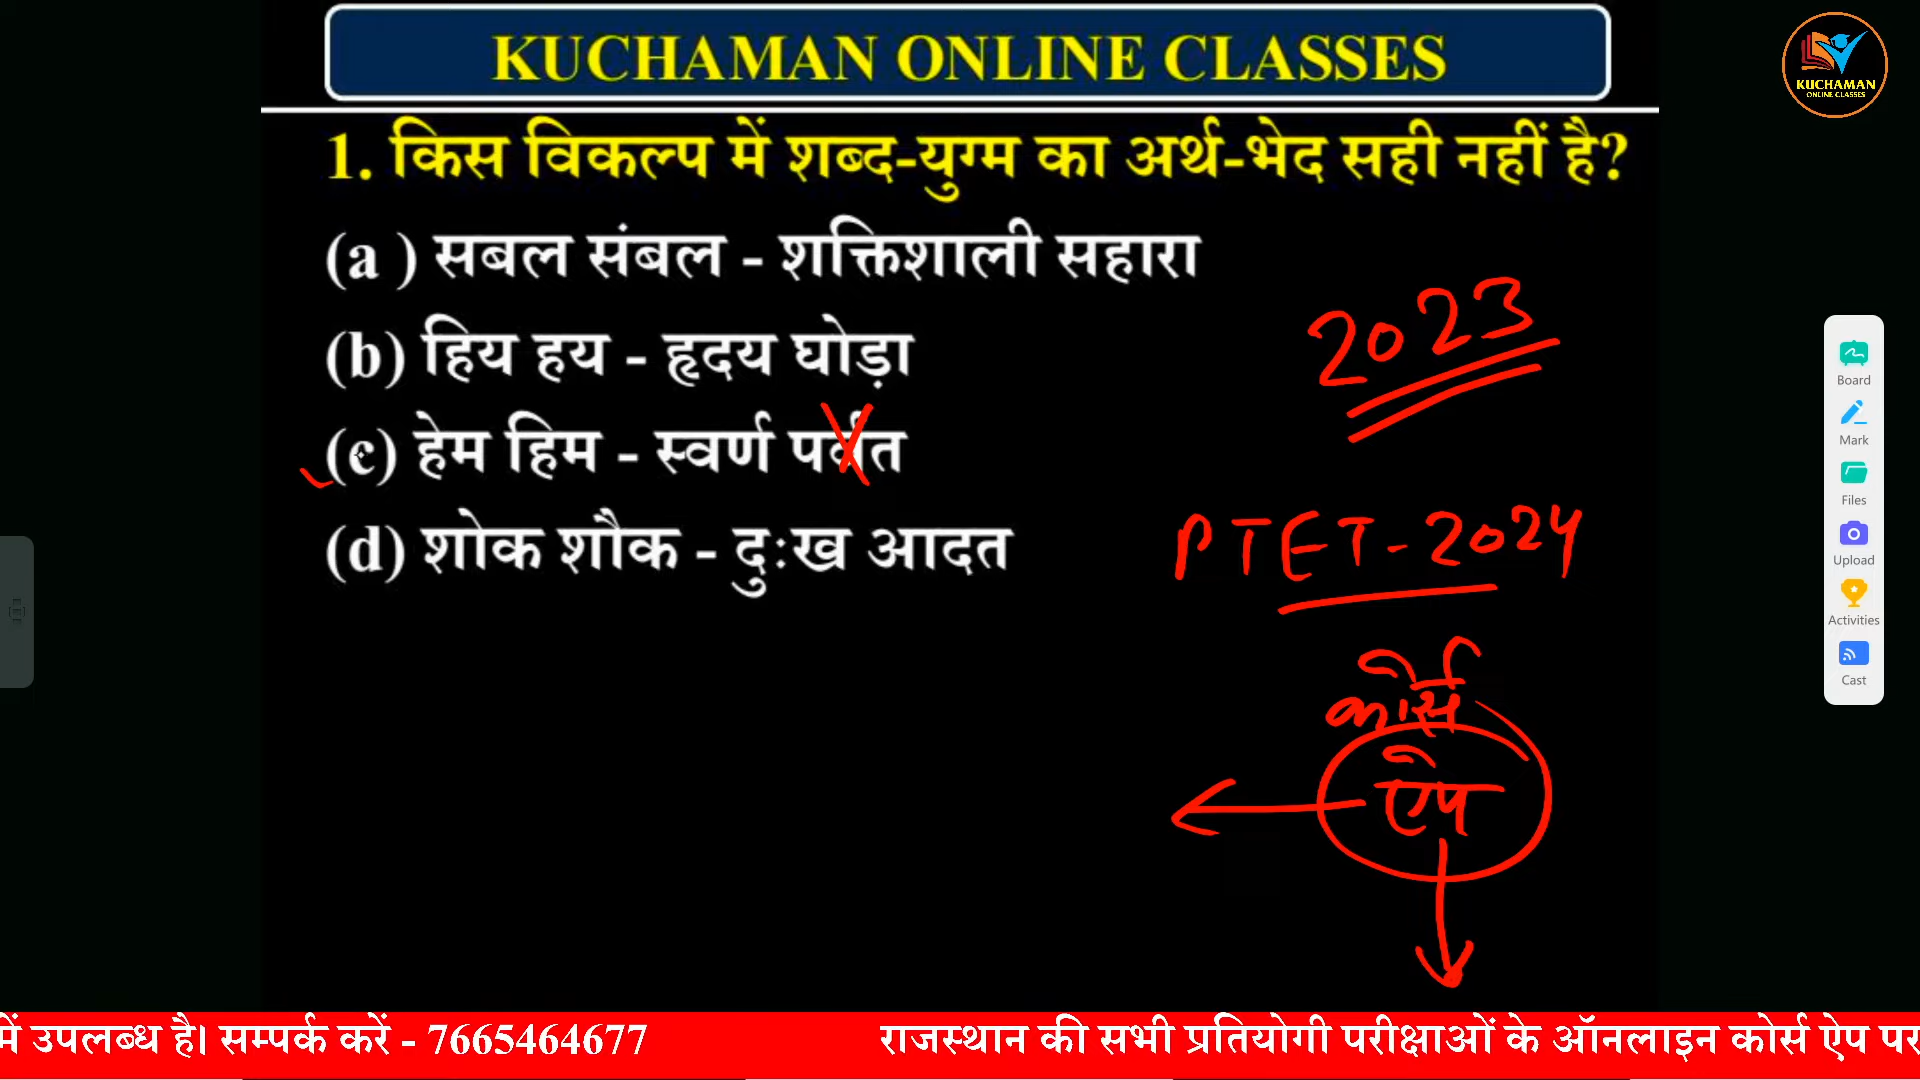 KUCHAMAN ONLINE CLASSES
KUCHAMAN
ONLINE CLASSES
1. किस विकल्प में शब्द-युग्म का अर्थ-भेद सही नहीं है?
(a ) सबल संबल - शक्तिशाली सहारा
(b) हिय हय - हृदय घोड़ा
(c) हेम हिम - स्वर्ण पर्वत
(d) शोक शौक - दुःख आदत
2023
PTET-2024
कोर्स
ऐप
Board
Mark
Files
Upload
Activities
Cast
में उपलब्ध है। सम्पर्क करें - 7665464677 राजस्थान की सभी प्रतियोगी परीक्षाओं के ऑनलाइन कोर्स ऐप पर